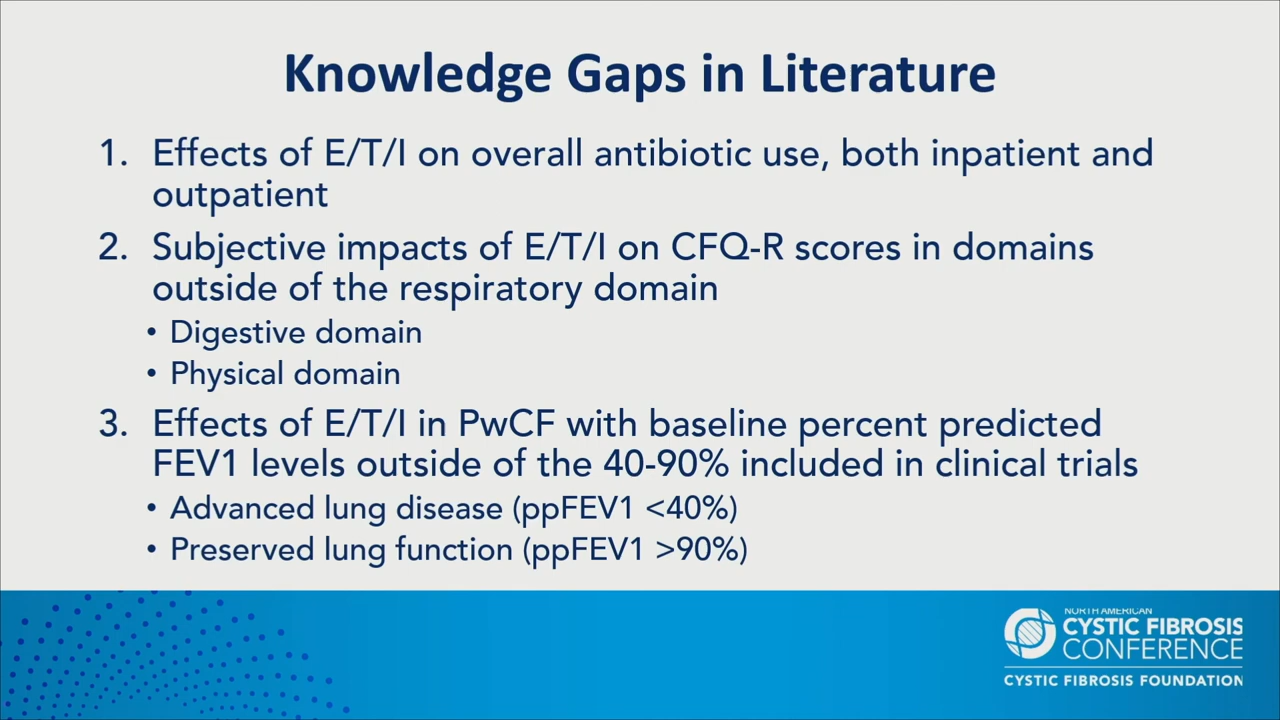 Knowledge Gaps in Literature
1. Effects of E/T/I on overall antibiotic use, both inpatient and
outpatient
2. Subjective impacts of E/T/I on CFQ-R scores in domains
outside of the respiratory domain
• Digestive domain
• Physical domain
3. Effects of E/T/I in PwCF with baseline percent predicted
FEV1 levels outside of the 40-90% included in clinical trials
• Advanced lung disease (ppFEV1 <40%)
• Preserved lung function (ppFEV1 >90%)
NORTH AMERICAN
CYSTIC FIBROSIS
CONFERENCE
CYSTIC FIBROSIS FOUNDATION